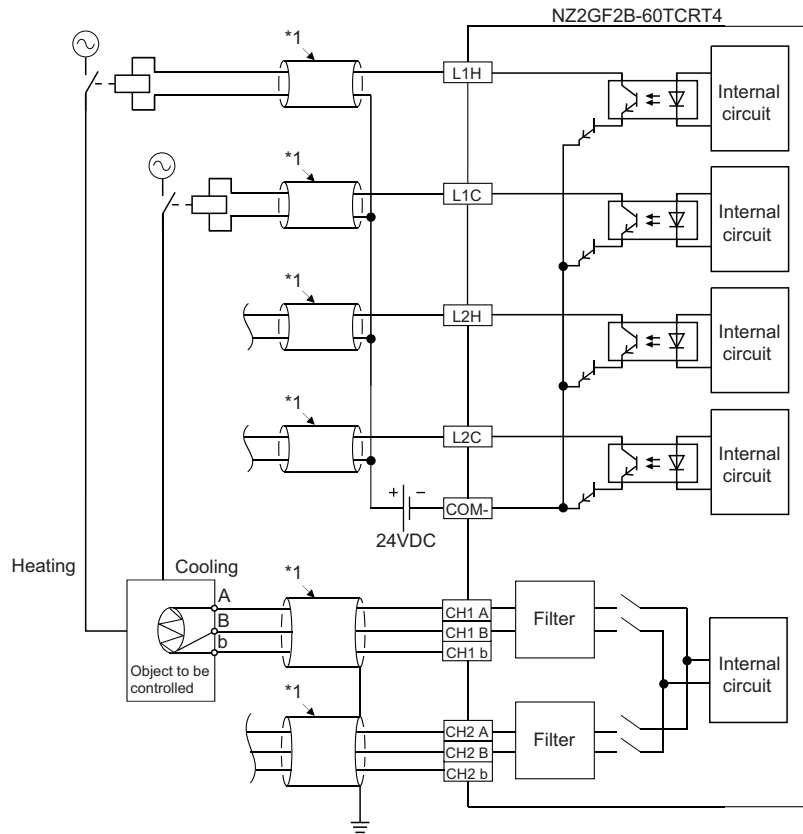 NZ2GF2B-60TCRT4
*1
L1H
Internal
circuit
*1
L1C
Internal
circuit
*1
L2H
Internal
circuit
*1
L2C
Internal
circuit
+
−
COM-
24VDC
Heating
Cooling
*1
A
B
b
CH1 A
CH1 B
CH1 b
Filter
Internal
circuit
Object to be
controlled
*1
CH2 A
CH2 B
CH2 b
Filter